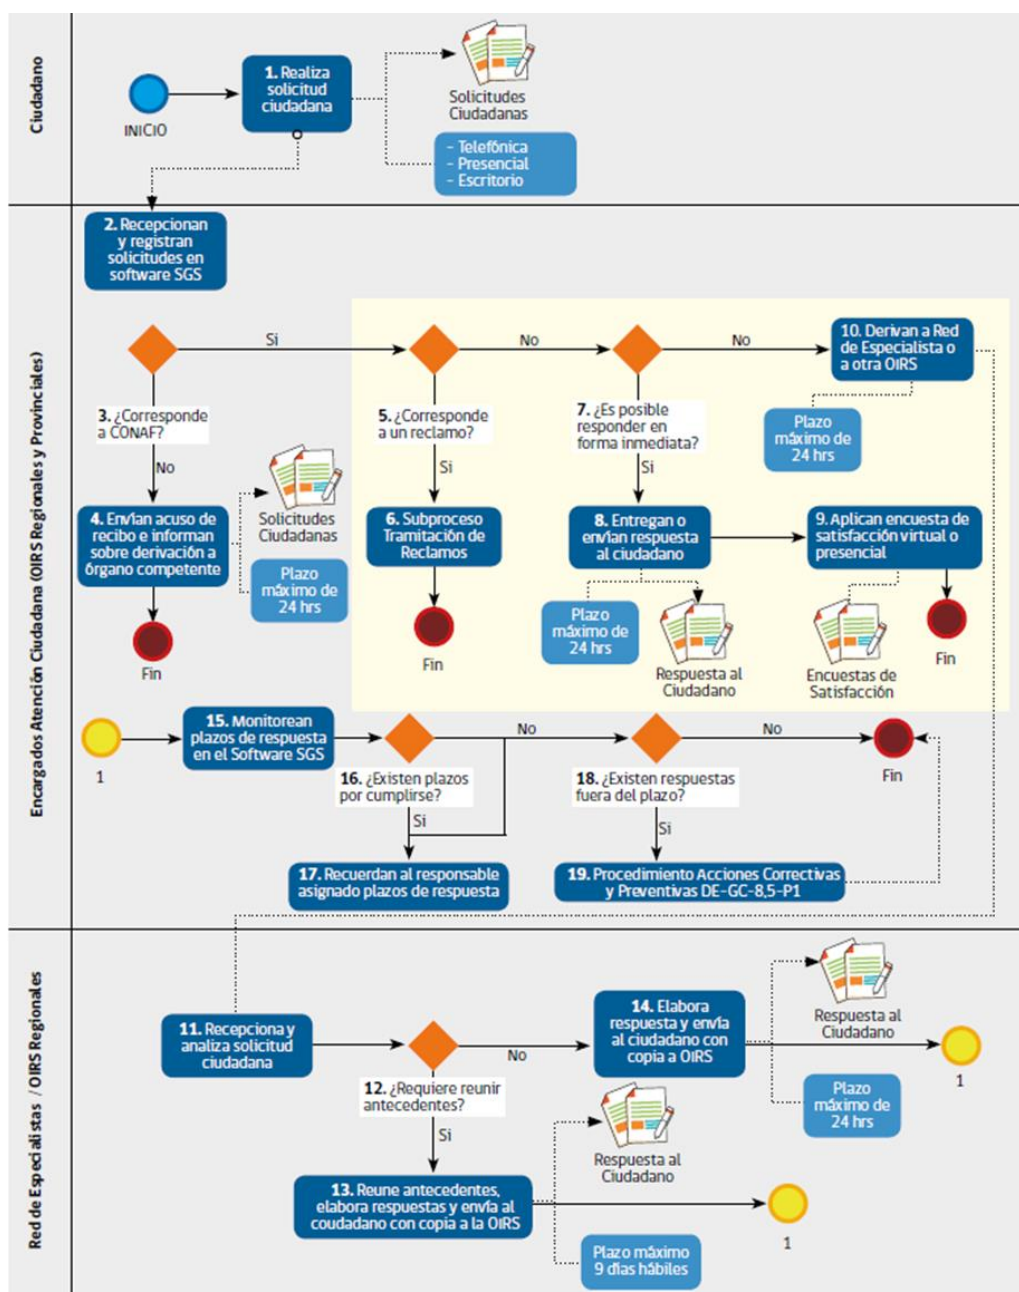 Ciudadano
INICIO
1. Realiza
solicitud
ciudadana
Solicitudes
Ciudadanas
- Telefónica
- Presencial
- Escritorio
Encargados Atención Ciudadana (OIRS Regionales y Provinciales)
2. Recepcionan
y registran
solicitudes en
software SGS
Si
No
No
10. Derivan a Red
de Especialista o
a otra OIRS
3. ¿Corresponde
a CONAF?
5. ¿Corresponde
a un reclamo?
7. ¿Es posible
responder en
forma inmediata?
Plazo
máximo de
24 hrs
No
Si
Si
4. Envían acuso de
recibo e informan
sobre derivación a
órgano competente
Solicitudes
Ciudadanas
Plazo
máximo de
24 hrs
6. Subproceso
Tramitación de
Reclamos
8. Entregan o
envían respuesta
al ciudadano
9. Aplican encuesta de
satisfacción virtual o
presencial
Plazo
máximo de
24 hrs
Fin
Fin
Respuesta al
Ciudadano
Encuestas de
Satisfacción
Fin
1
15. Monitorean
plazos de respuesta
en el Software SGS
No
No
Fin
16. ¿Existen plazos
por cumplirse?
18. ¿Existen respuestas
fuera del plazo?
Si
Si
17. Recuerdan al responsable
asignado plazos de respuesta
19. Procedimiento Acciones Correctivas
y Preventivas DE-GC-8,5-P1
Red de Especialistas / OIRS Regionales
11. Recepciona y
analiza solicitud
ciudadana
No
14. Elabora
respuesta y envía
al ciudadano con
copia a OIRS
Respuesta al
Ciudadano
1
12. ¿Requiere reunir
antecedentes?
Plazo
máximo de
24 hrs
Si
Respuesta al
Ciudadano
13. Reune antecedentes,
elabora respuestas y envía al
coudadano con copia a la OIRS
1
Plazo máximo
9 días hábiles